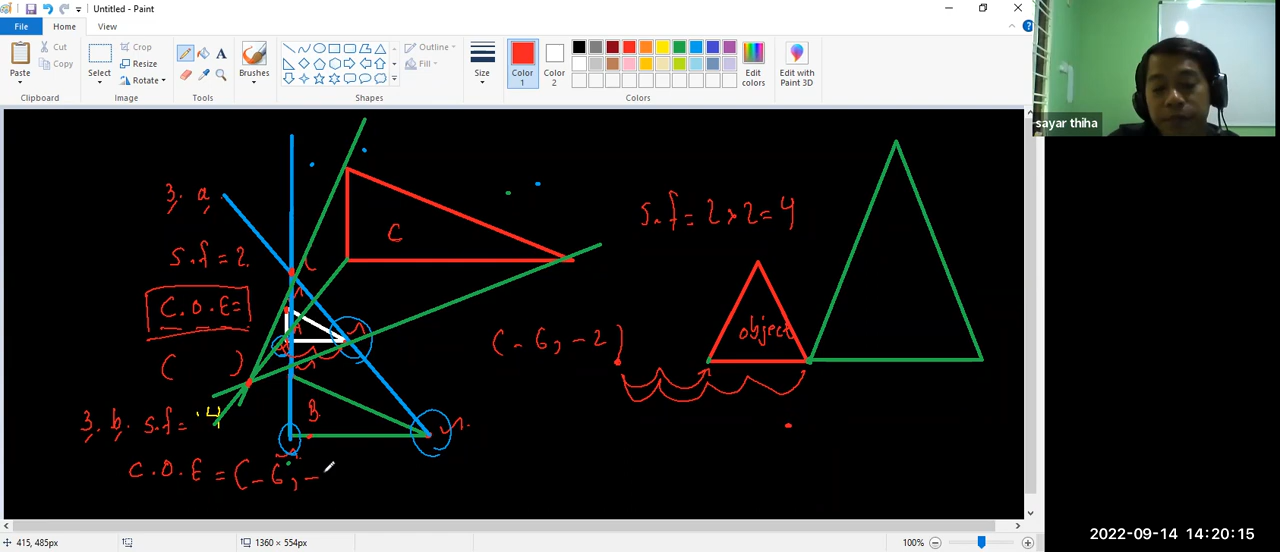 Untitled - Paint
File Home View
Paste
Cut
Copy
Clipboard
Select
Crop
Resize
Rotate
Image
Tools
Brushes
Shapes
Outline
Fill
Size
Color 1
Color 2
Edit colors
Colors
Edit with Paint 3D
sayar thiha
3. a,
s.f = 2.
C.O.E =
( )
C
A
B
3. b. s.f = 4
C.O.E = (-6, -
s.f = 2 × 2 = 4
(-6, -2)
object
415, 485px
1360 × 554px
100%
2022-09-14 14:20:15